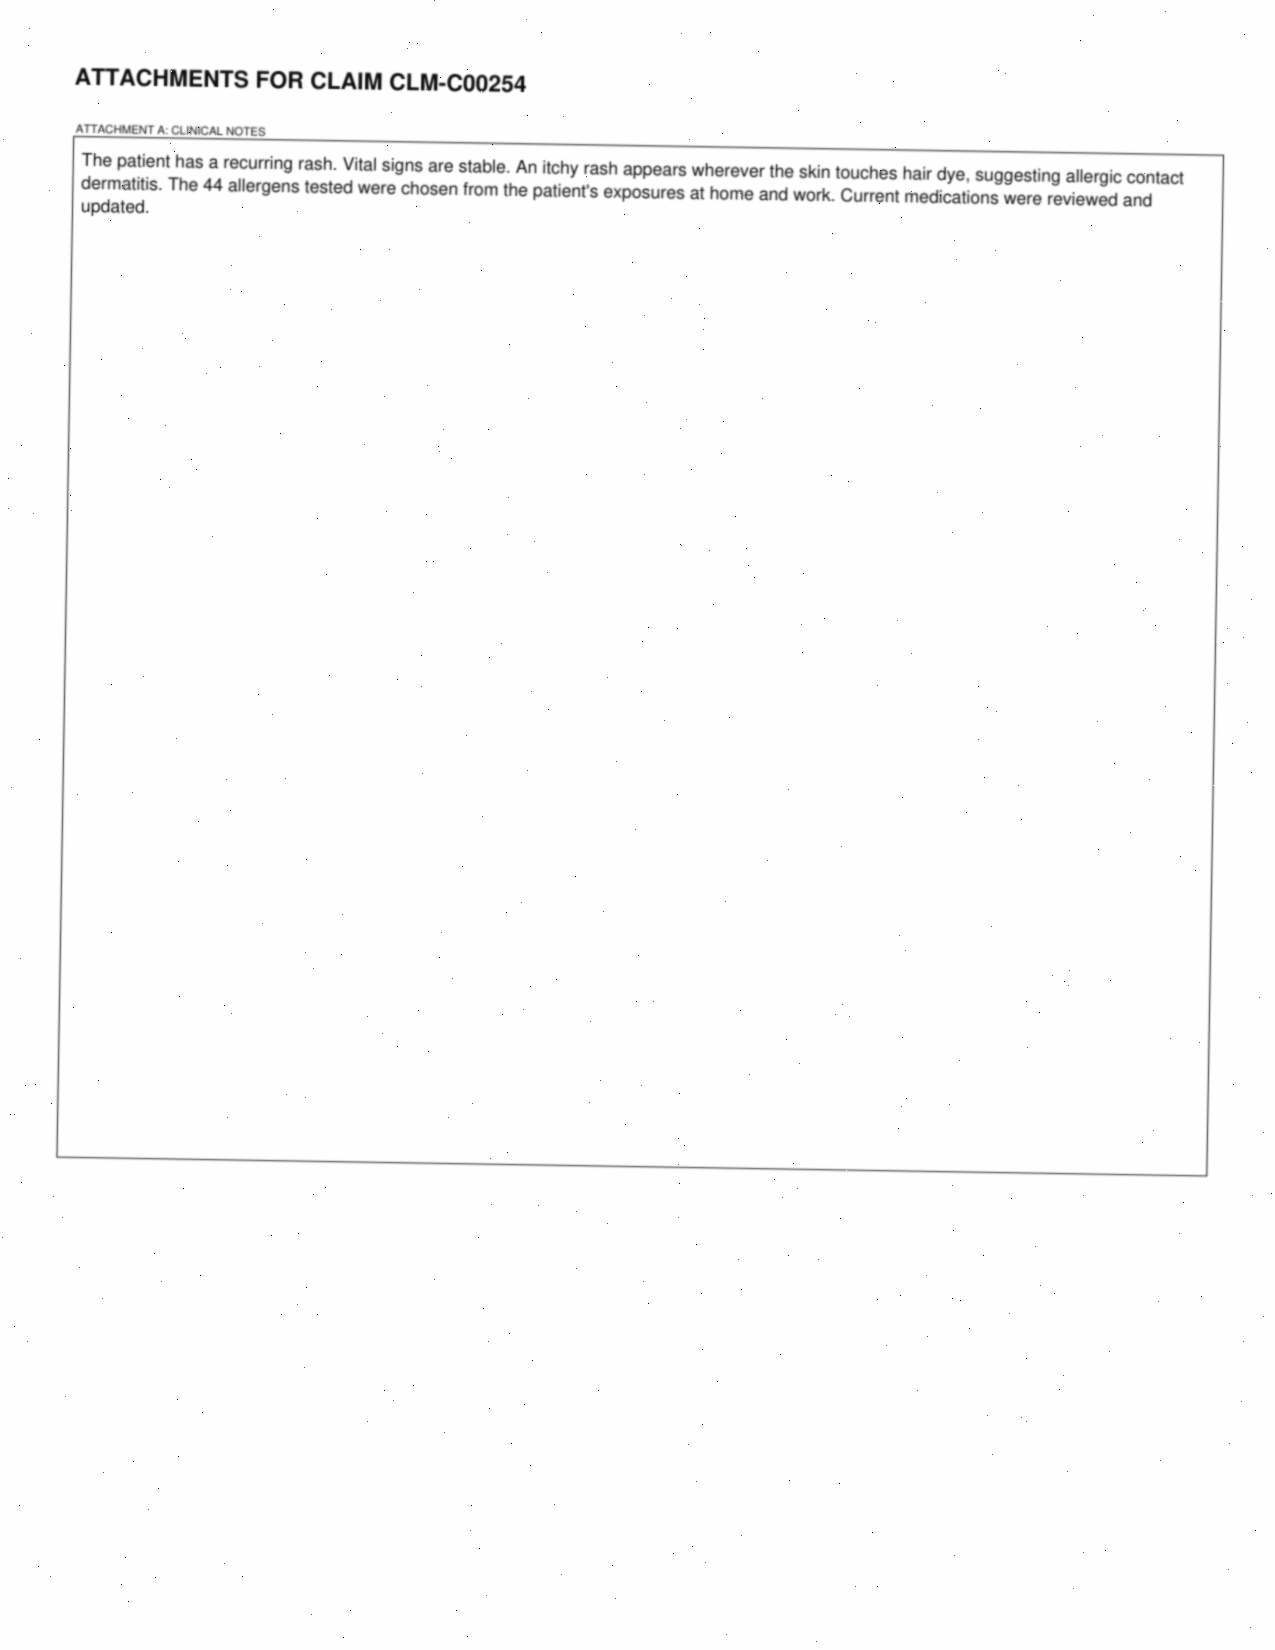 ATTACHMENTS FOR CLAIM CLM-C00254
ATTACHMENT A: CLINICAL NOTES
The patient has a recurring rash. Vital signs are stable. An itchy rash appears wherever the skin touches hair dye, suggesting allergic contact
dermatitis. The 44 allergens tested were chosen from the patient's exposures at home and work. Current medications were reviewed and
updated.